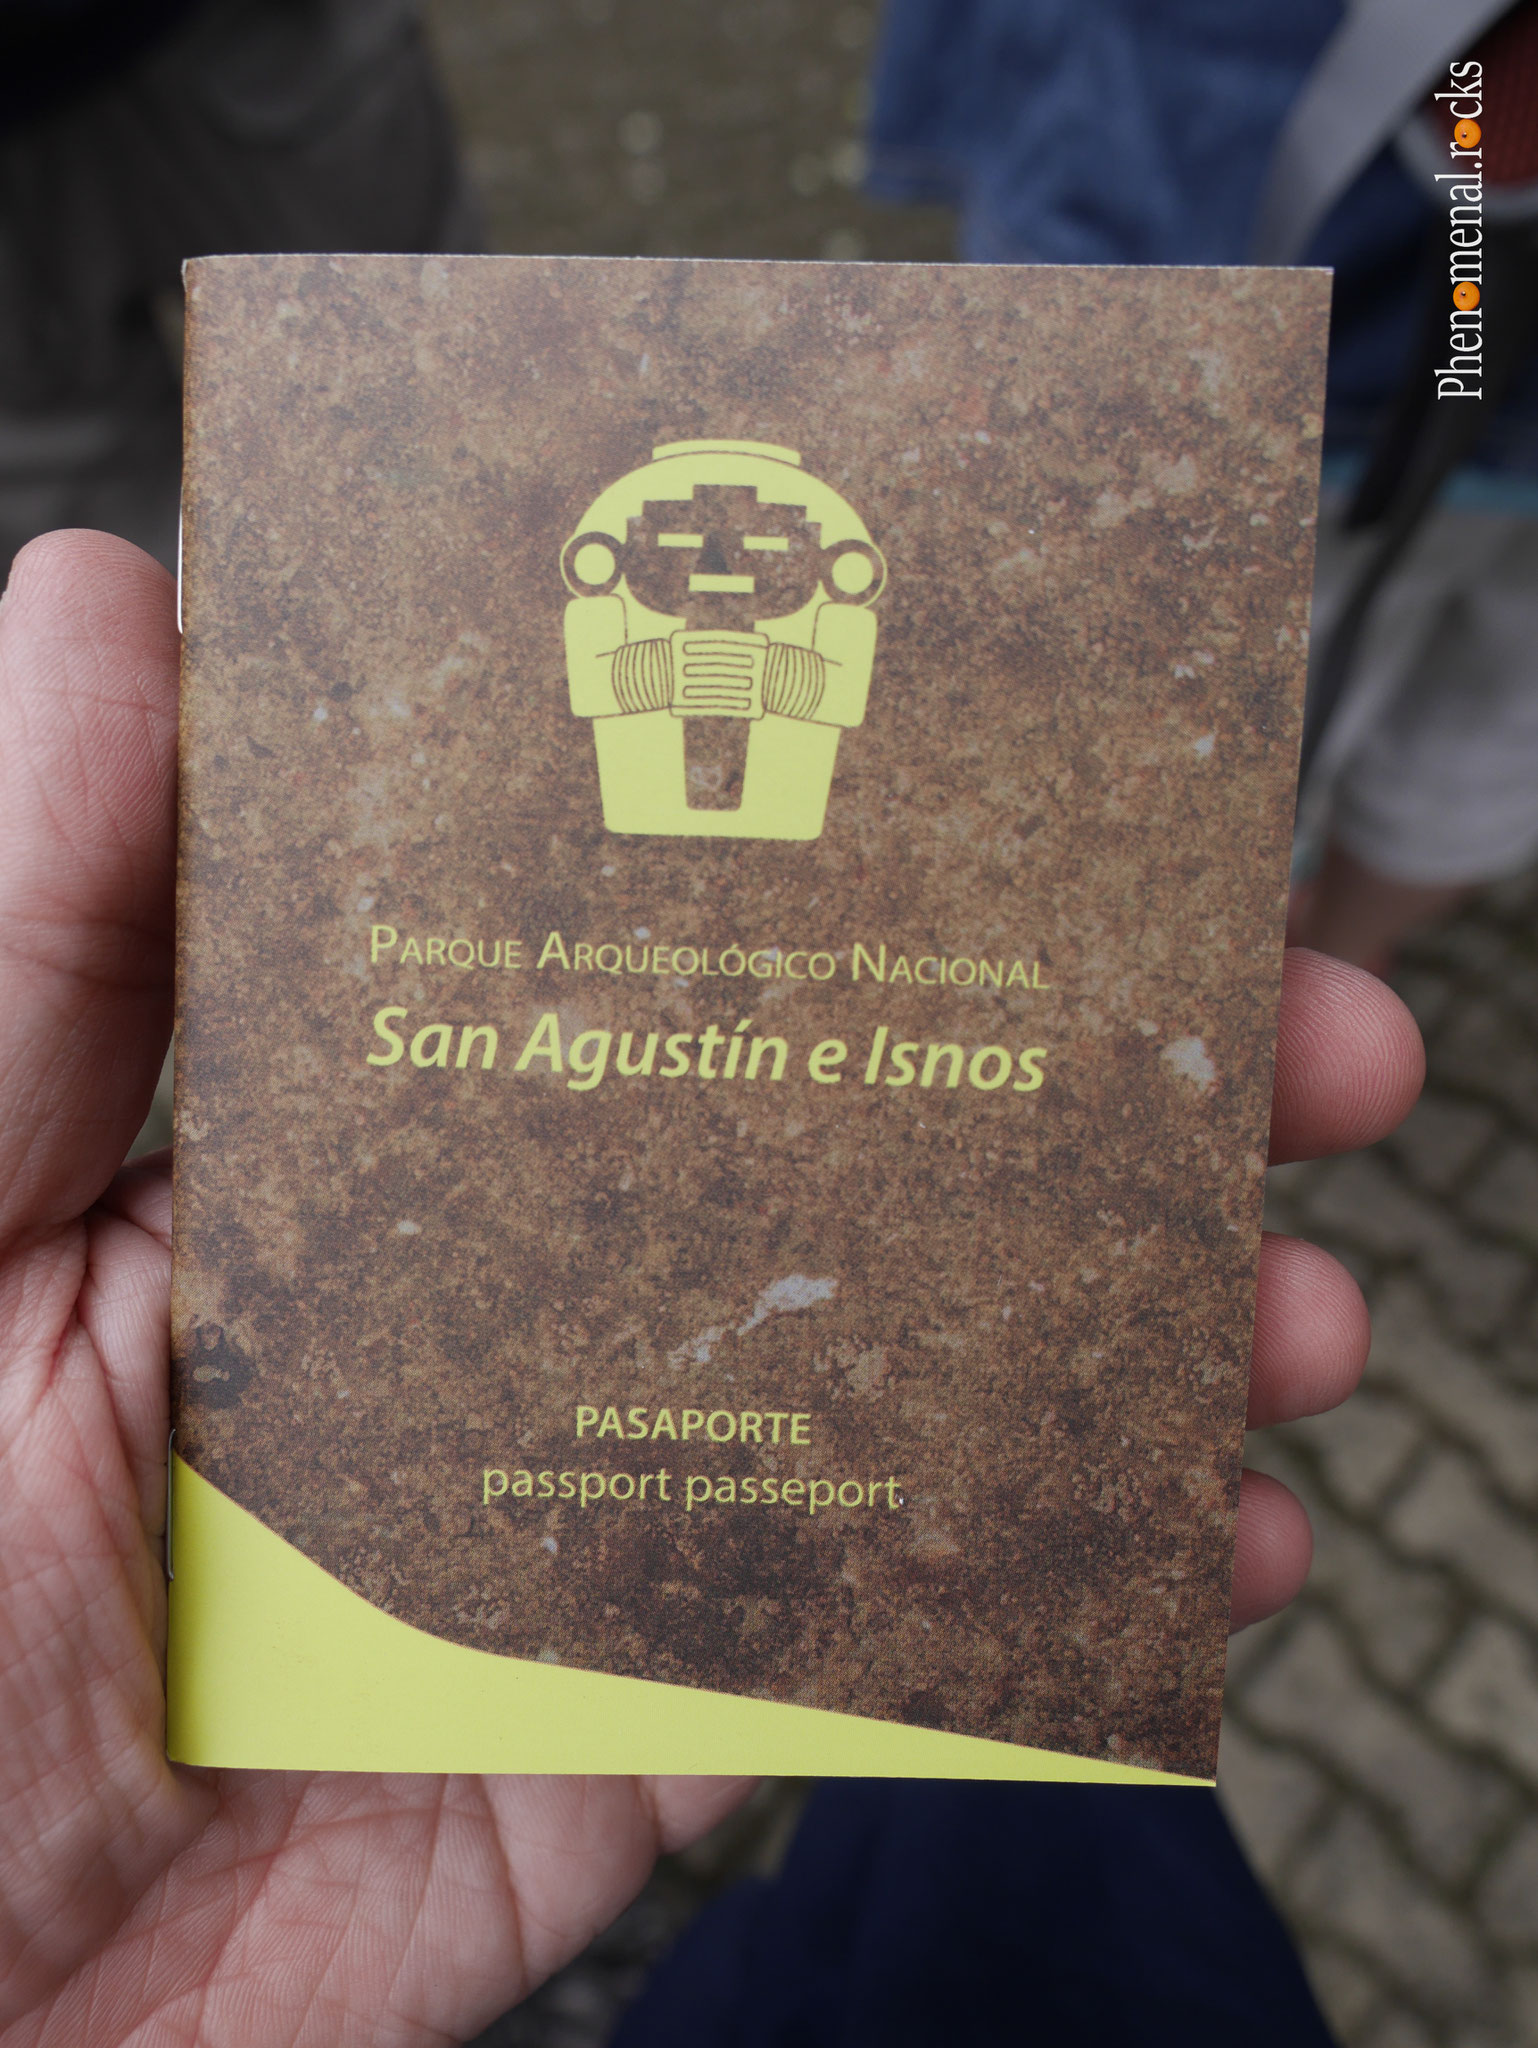 Phenomenal.rocks
PARQUE ARQUEOLÓGICO NACIONAL
San Agustín e Isnos
PASAPORTE
passport passeport